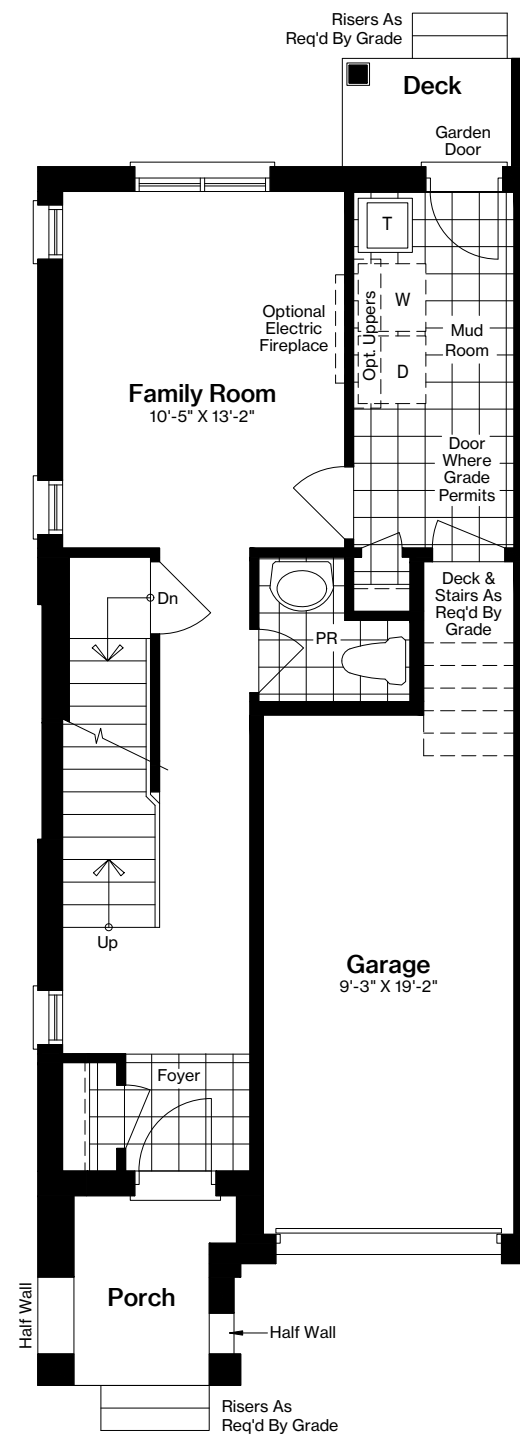 Risers As
Req'd By Grade
Deck
Garden
Door
T
W
Opt. Uppers
D
Mud
Room
Optional
Electric
Fireplace
Family Room
10'-5" X 13'-2"
Door
Where
Grade
Permits
Dn
Deck &
Stairs As
Req'd By
Grade
PR
Up
Garage
9'-3" X 19'-2"
Foyer
Porch
Half Wall
Half Wall
Risers As
Req'd By Grade